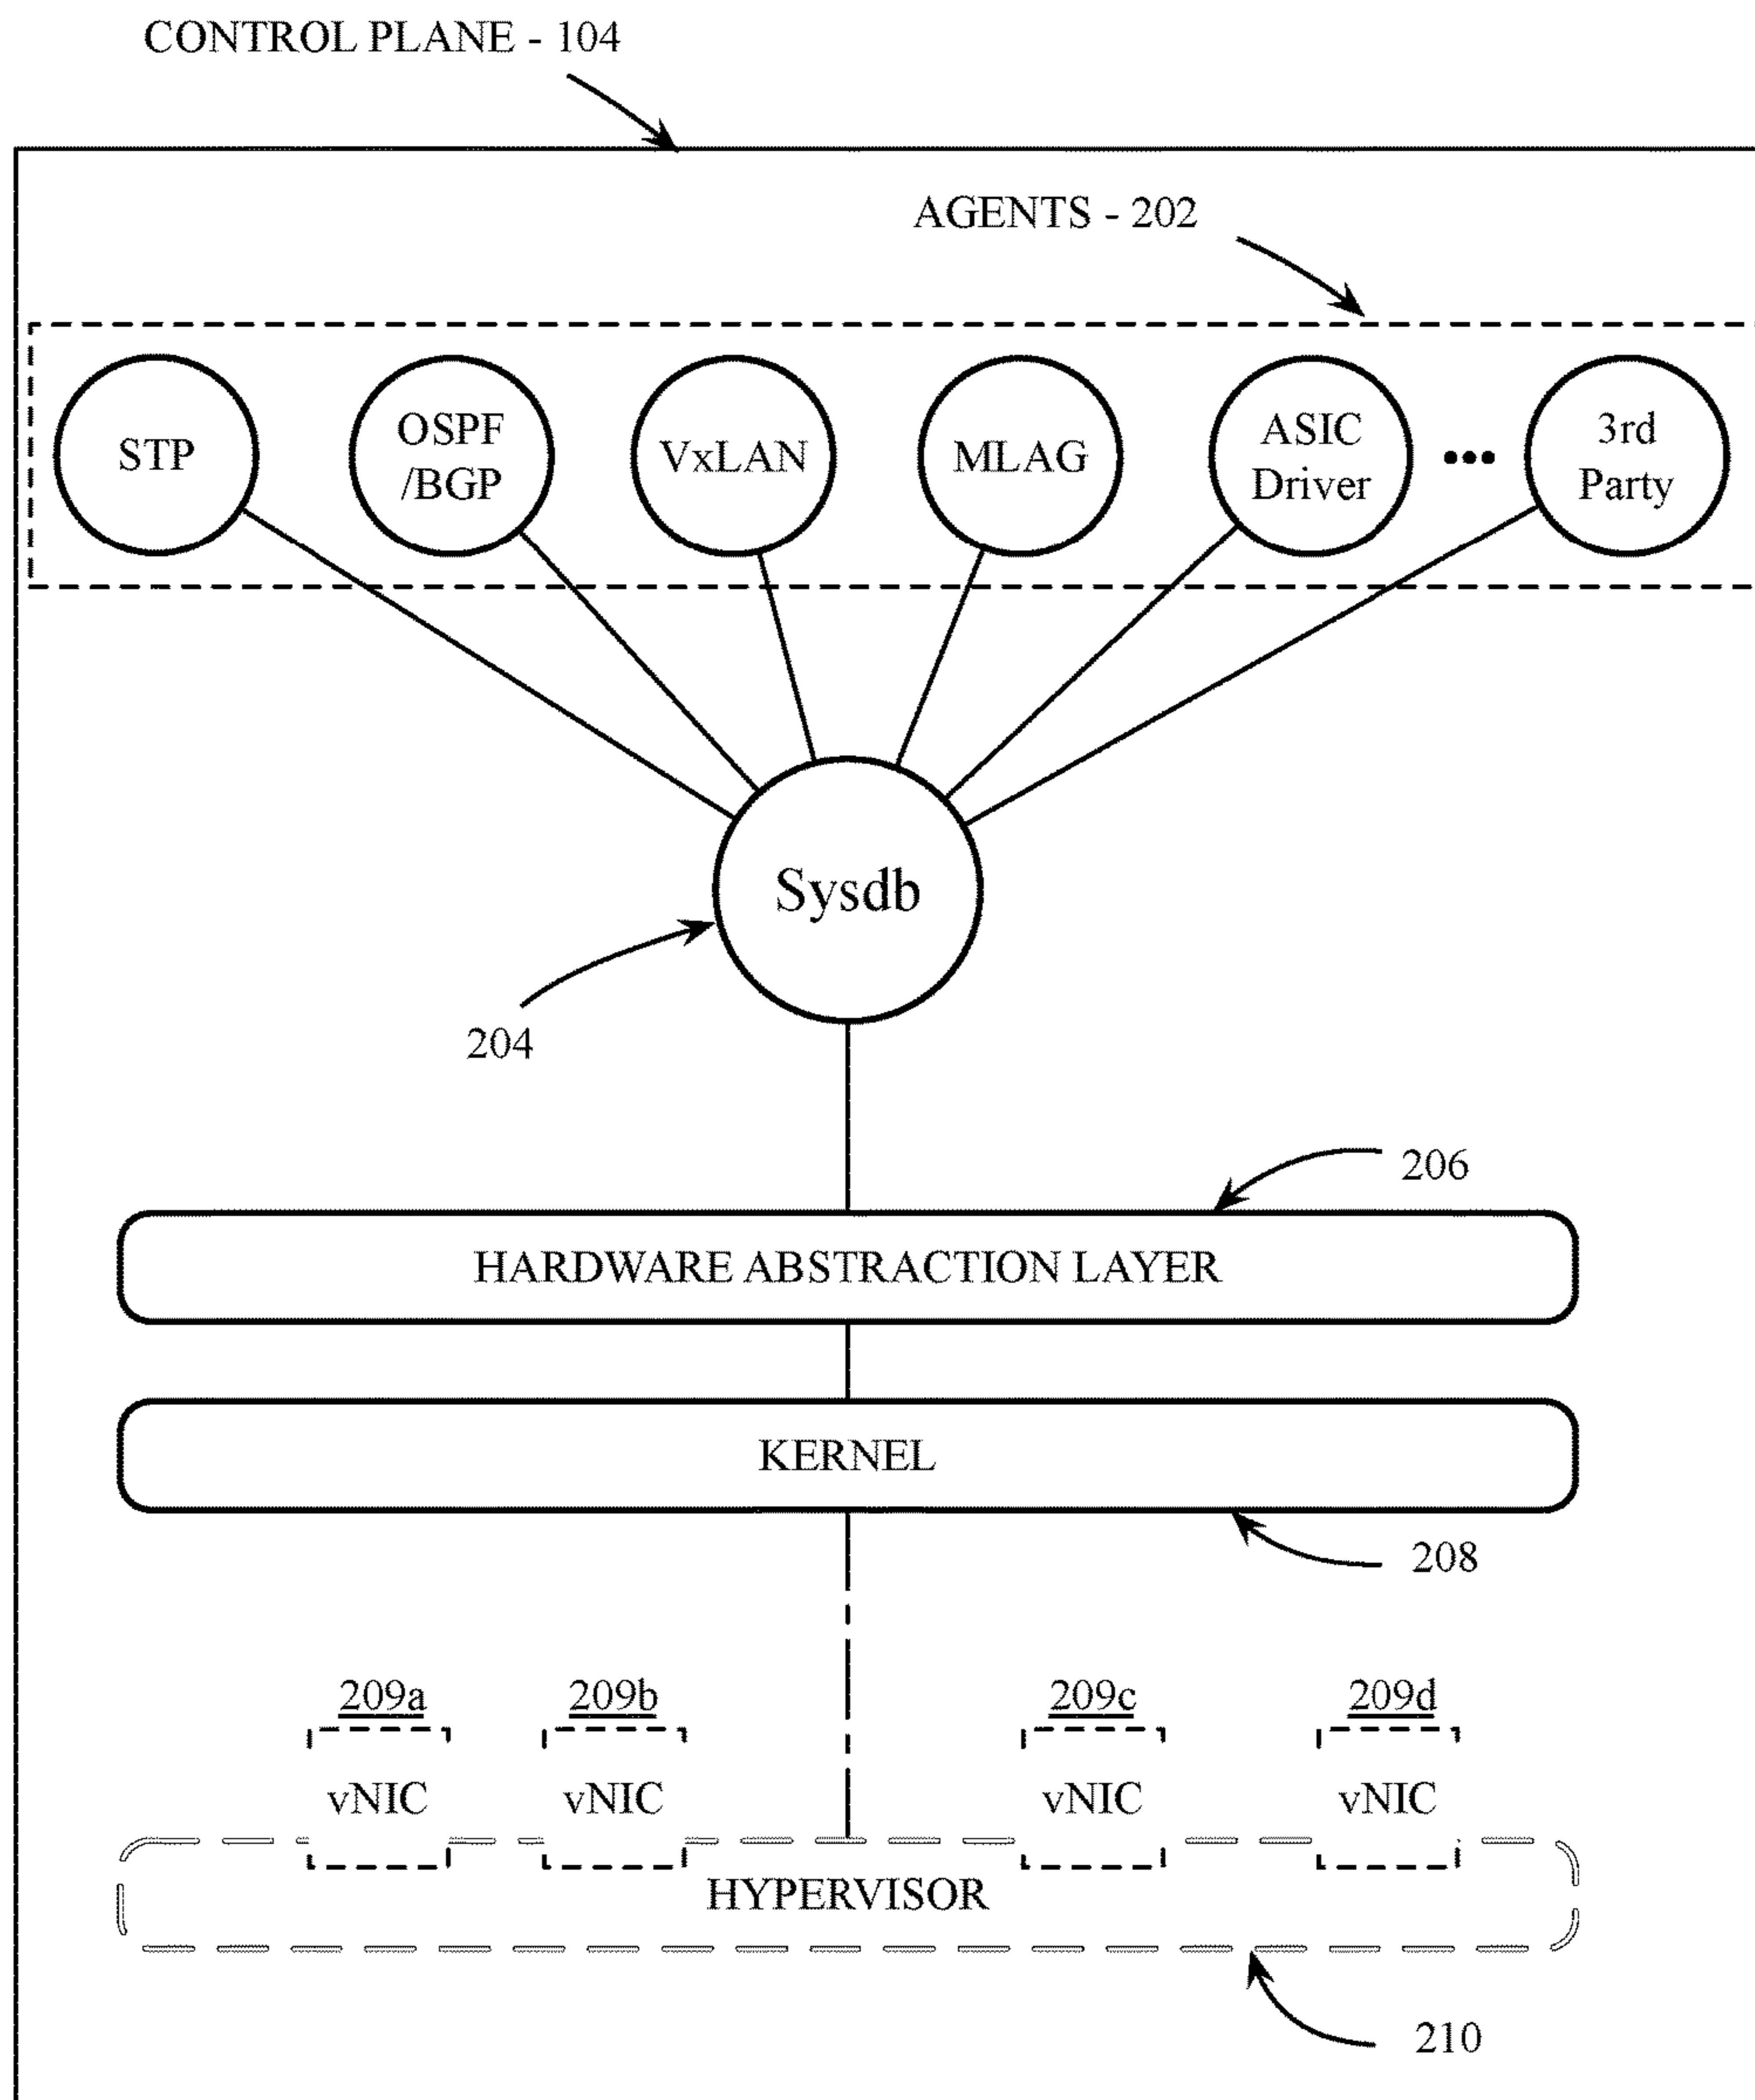 CONTROL PLANE - 104
AGENTS - 202
STP
OSPF
/BGP
VxLAN
MLAG
ASIC
Driver
3rd
Party
Sysdb
204
206
HARDWARE ABSTRACTION LAYER
KERNEL
208
209a
209b
209c
209d
vNIC
vNIC
vNIC
vNIC
HYPERVISOR
210